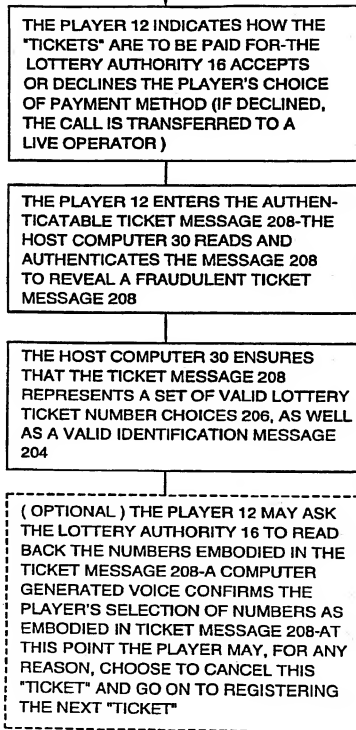 THE PLAYER 12 INDICATES HOW THE
"TICKETS" ARE TO BE PAID FOR-THE
LOTTERY AUTHORITY 16 ACCEPTS
OR DECLINES THE PLAYER'S CHOICE
OF PAYMENT METHOD (IF DECLINED,
THE CALL IS TRANSFERRED TO A
LIVE OPERATOR )
THE PLAYER 12 ENTERS THE AUTHEN-
TICATABLE TICKET MESSAGE 208-THE
HOST COMPUTER 30 READS AND
AUTHENTICATES THE MESSAGE 208
TO REVEAL A FRAUDULENT TICKET
MESSAGE 208
THE HOST COMPUTER 30 ENSURES
THAT THE TICKET MESSAGE 208
REPRESENTS A SET OF VALID LOTTERY
TICKET NUMBER CHOICES 206, AS WELL
AS A VALID IDENTIFICATION MESSAGE
204
( OPTIONAL ) THE PLAYER 12 MAY ASK
THE LOTTERY AUTHORITY 16 TO READ
BACK THE NUMBERS EMBODIED IN THE
TICKET MESSAGE 208-A COMPUTER
GENERATED VOICE CONFIRMS THE
PLAYER'S SELECTION OF NUMBERS AS
EMBODIED IN TICKET MESSAGE 208-AT
THIS POINT THE PLAYER MAY, FOR ANY
REASON, CHOOSE TO CANCEL THIS
"TICKET" AND GO ON TO REGISTERING
THE NEXT "TICKET"